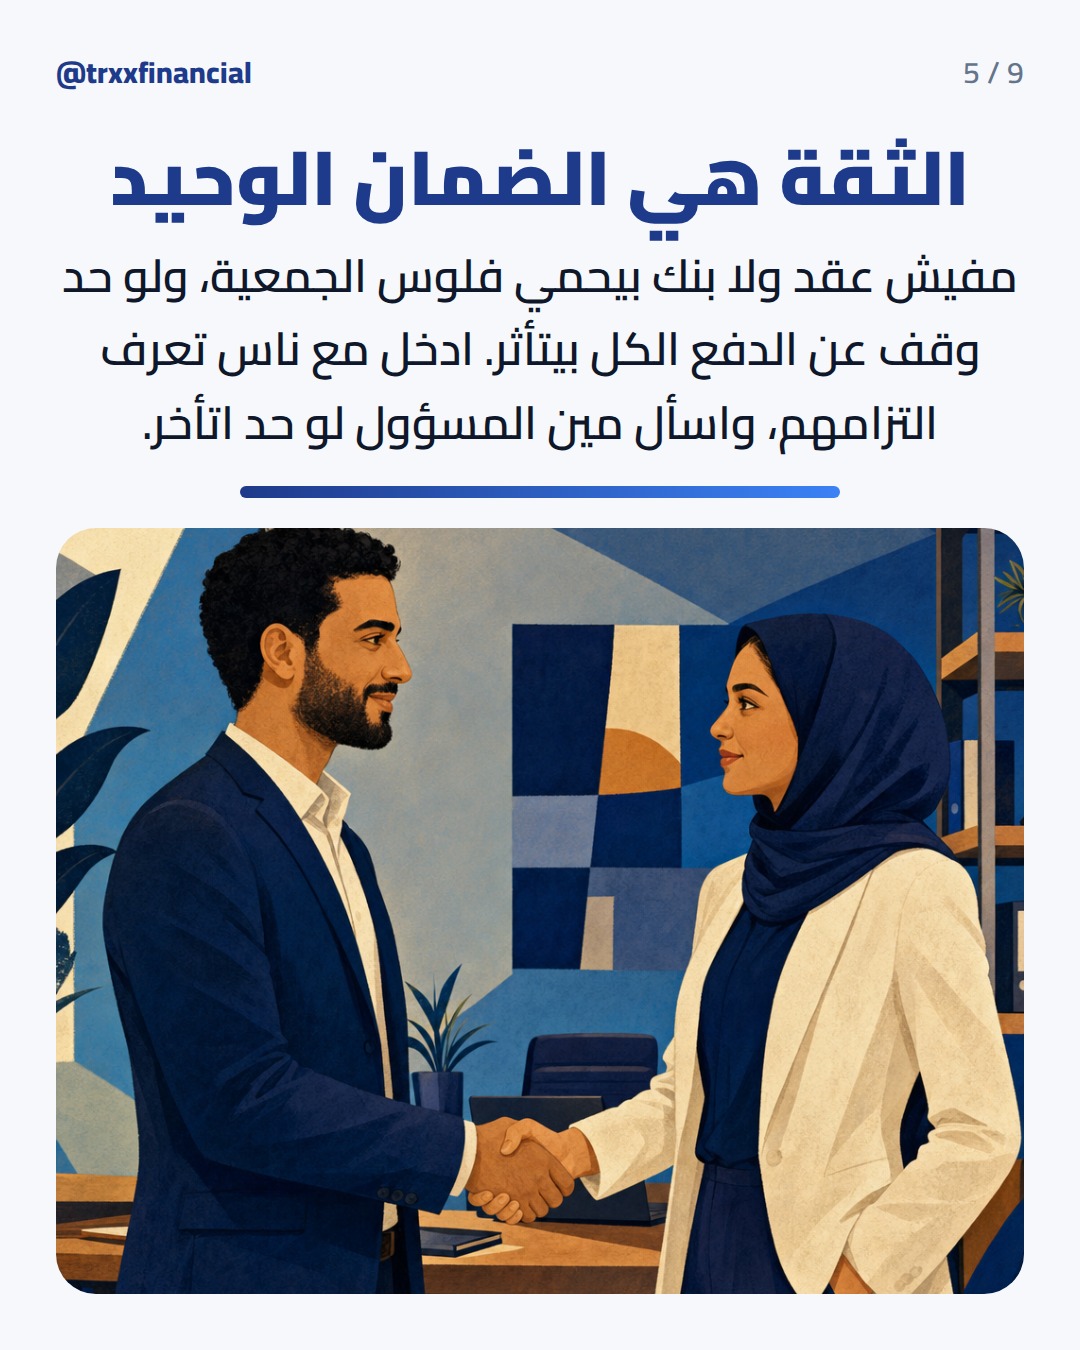 @trxxfinancial
5 / 9
الثقة هي الضمان الوحيد
مفيش عقد ولا بنك بيحمي فلوس الجمعية، ولو حد
وقف عن الدفع الكل بيتأثر. ادخل مع ناس تعرف
التزامهم، واسأل مين المسؤول لو حد اتأخر.